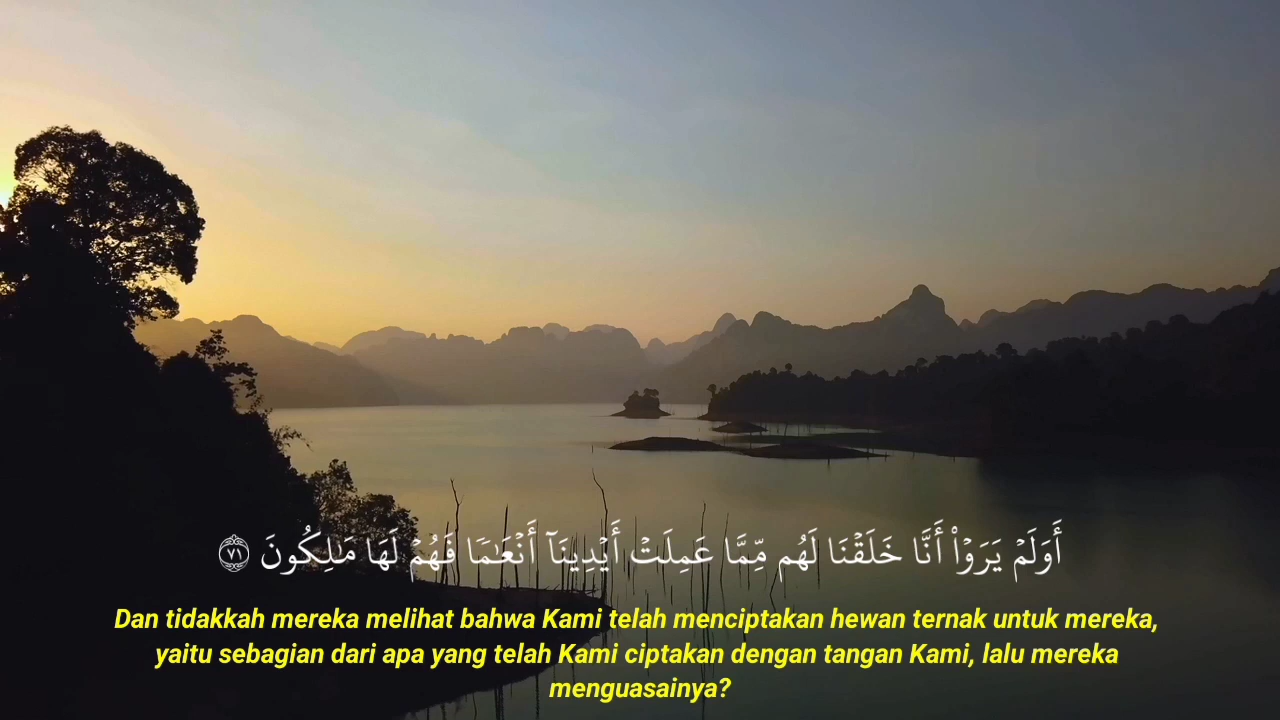 أَوَلَمۡ يَرَوۡاْ أَنَّا خَلَقۡنَا لَهُم مِّمَّا عَمِلَتۡ أَيۡدِينَآ أَنۡعَٰمٗا فَهُمۡ لَهَا مَٰلِكُونَ ٧١
Dan tidakkah mereka melihat bahwa Kami telah menciptakan hewan ternak untuk mereka,
yaitu sebagian dari apa yang telah Kami ciptakan dengan tangan Kami, lalu mereka
menguasainya?